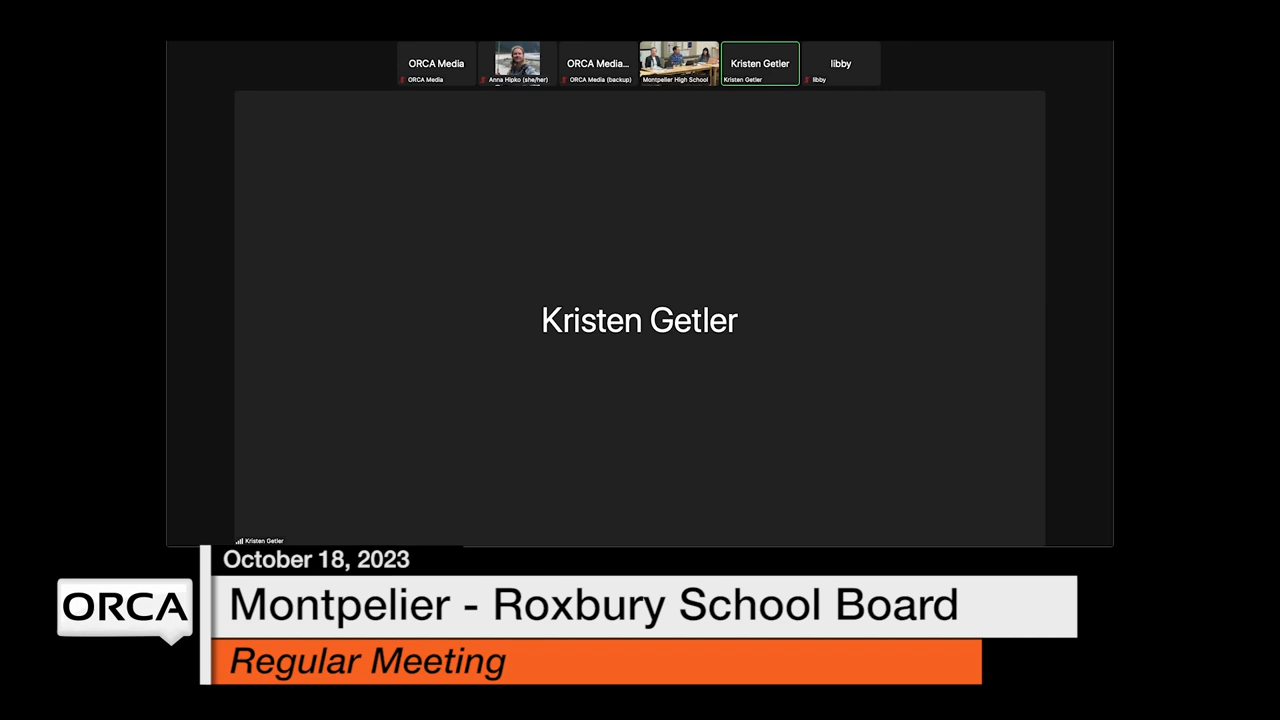 ORCA Media
ORCA Media...
Kristen Getler
libby
ORCA Media
Anna Hipko (she/her)
ORCA Media (backup)
Montpelier High School
Kristen Getler
libby
Kristen Getler
Kristen Getler
October 18, 2023
ORCA
Montpelier - Roxbury School Board
Regular Meeting